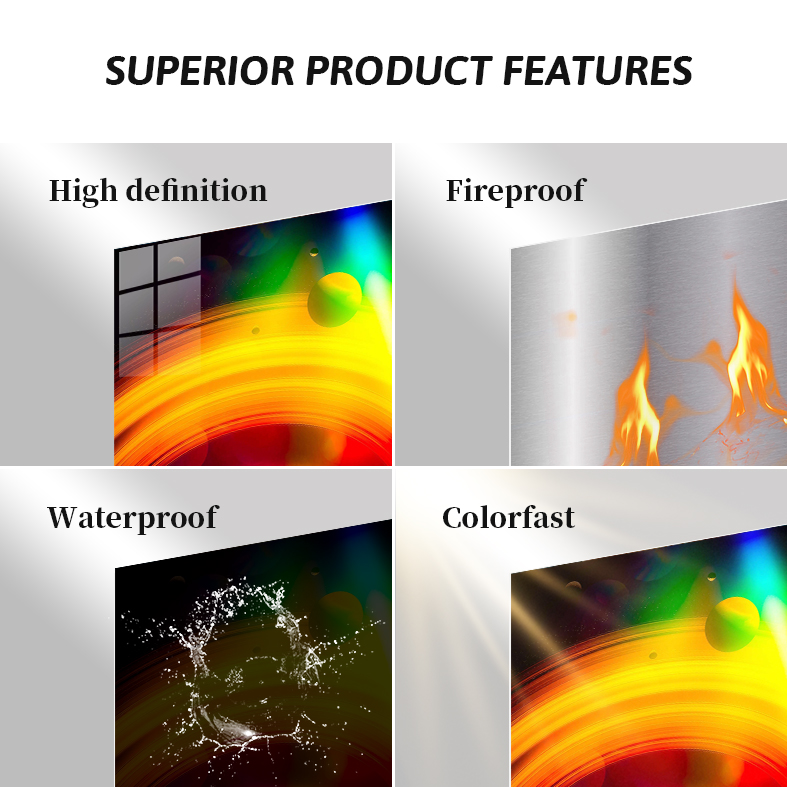 SUPERIOR PRODUCT FEATURES
High definition
Fireproof
Waterproof
Colorfast